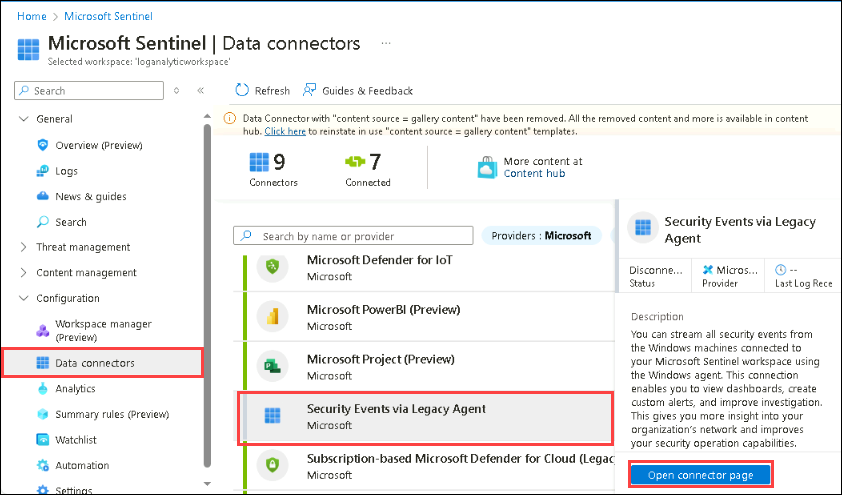 Home > Microsoft Sentinel
Microsoft Sentinel | Data connectors ...
Selected workspace: 'loganalyticworkspace'
Search
«
General
Overview (Preview)
Logs
News & guides
Search
Threat management
Content management
Configuration
Workspace manager
(Preview)
Data connectors
Analytics
Summary rules (Preview)
Watchlist
Automation
Settings
Refresh
Guides & Feedback
Data Connector with "content source = gallery content" have been removed. All the removed content and more is available in content
hub. Click here to reinstate in use "content source = gallery content" templates.
9
Connectors
7
Connected
More content at
Content hub
Search by name or provider
Providers : Microsoft
Microsoft Defender for IoT
Microsoft
Microsoft PowerBI (Preview)
Microsoft
Microsoft Project (Preview)
Microsoft
Security Events via Legacy Agent
Microsoft
Subscription-based Microsoft Defender for Cloud (Legac
Microsoft
Security Events via Legacy
Agent
Disconne...
Status
Micros...
Provider
--
Last Log Rece
Description
You can stream all security events from
the Windows machines connected to
your Microsoft Sentinel workspace using
the Windows agent. This connection
enables you to view dashboards, create
custom alerts, and improve investigation.
This gives you more insight into your
organization's network and improves
your security operation capabilities.
Open connector page